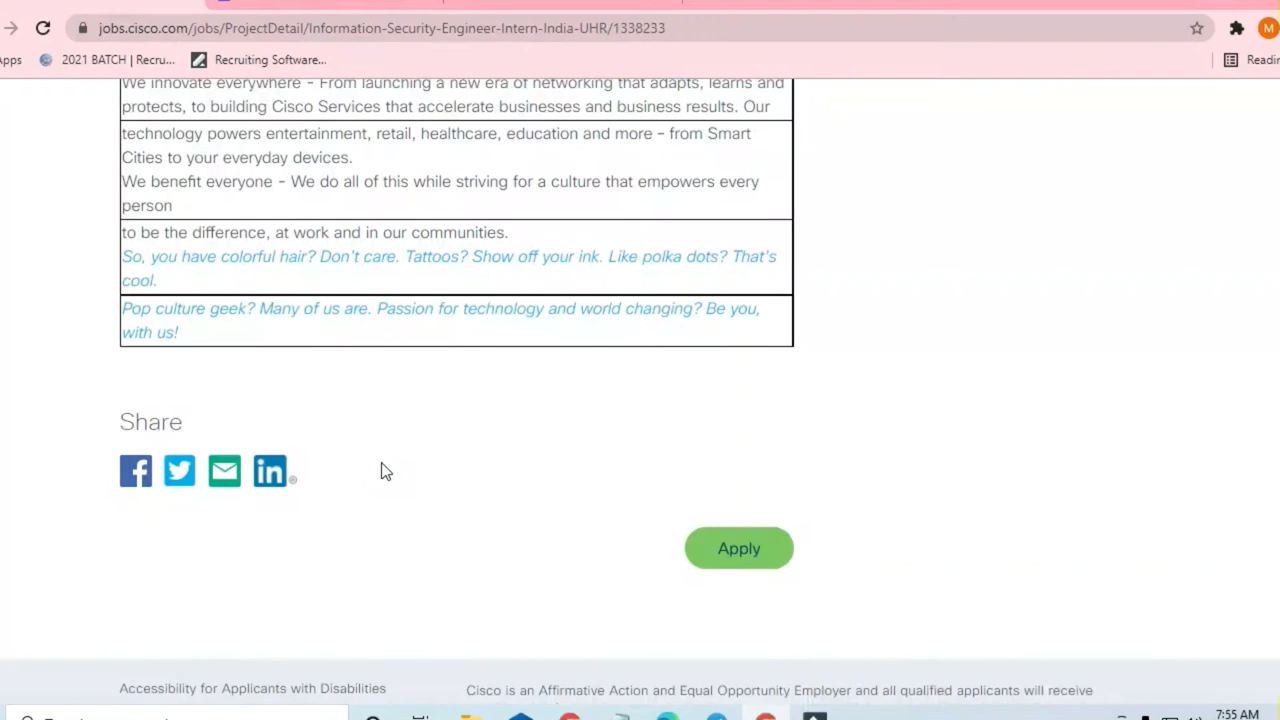 jobs.cisco.com/jobs/ProjectDetail/Information-Security-Engineer-Intern-India-UHR/1338233
M
2021 BATCH | Recru... Recruiting Software...
We innovate everywhere - From launching a new era of networking that adapts, learns and
protects, to building Cisco Services that accelerate businesses and business results. Our
technology powers entertainment, retail, healthcare, education and more - from Smart
Cities to your everyday devices.
We benefit everyone - We do all of this while striving for a culture that empowers every
person
to be the difference, at work and in our communities.
So, you have colorful hair? Don't care. Tattoos? Show off your ink. Like polka dots? That's
cool.
Pop culture geek? Many of us are. Passion for technology and world changing? Be you,
with us!
Share
f in
Apply
Accessibility for Applicants with Disabilities
Cisco is an Affirmative Action and Equal Opportunity Employer and all qualified applicants will receive
7:55 AM